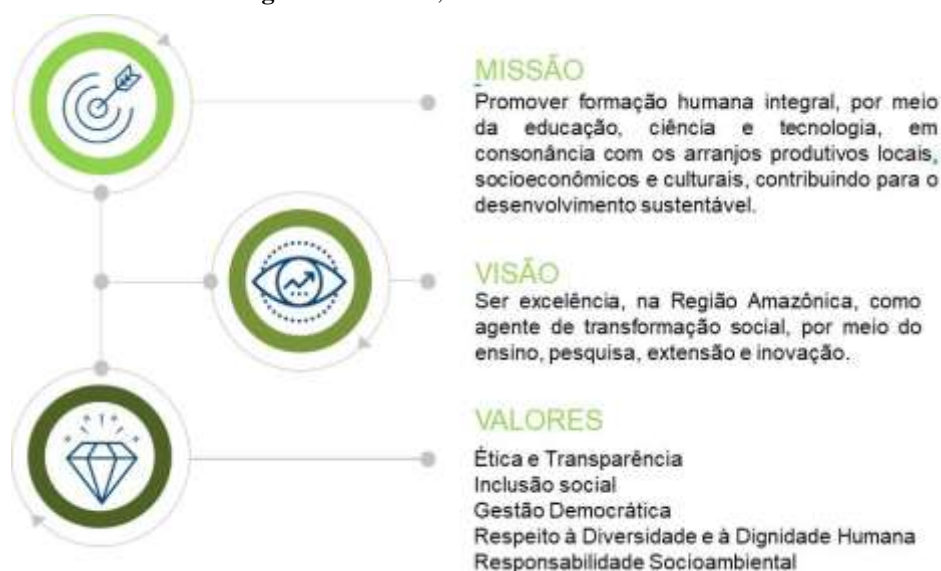 MISSÃO
Promover formação humana integral, por meio
da educação, ciência e tecnologia, em
consonância com os arranjos produtivos locais,
socioeconômicos e culturais, contribuindo para o
desenvolvimento sustentável.
VISÃO
Ser excelência, na Região Amazônica, como
agente de transformação social, por meio do
ensino, pesquisa, extensão e inovação.
VALORES
Ética e Transparência
Inclusão social
Gestão Democrática
Respeito à Diversidade e à Dignidade Humana
Responsabilidade Socioambiental